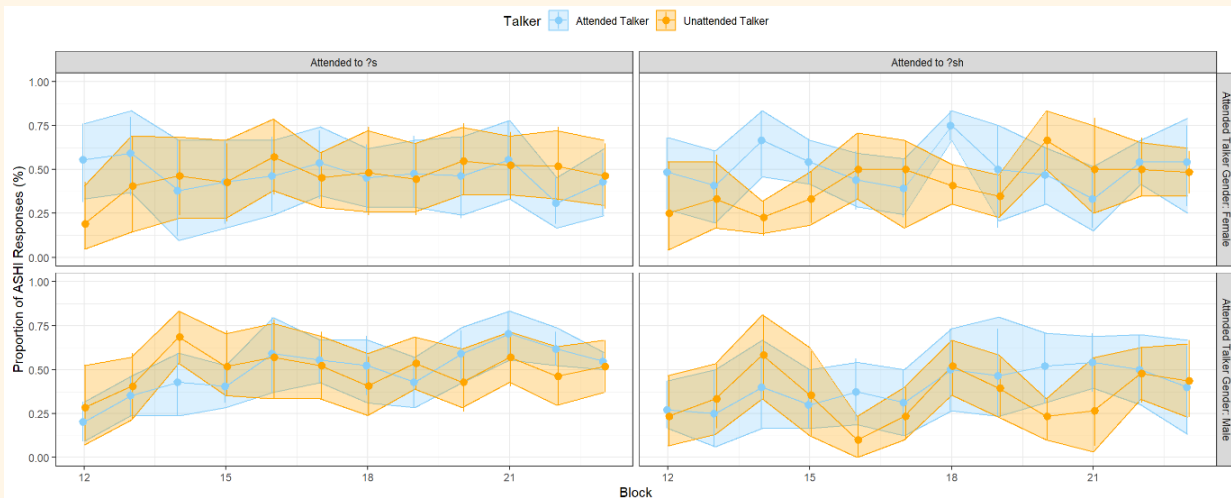 Talker Attended Talker Unattended Talker
Attended to ?s
Attended to ?sh
Proportion of ASHI Responses (%)
1.00
0.75
0.50
0.25
0.00
Attended Talker Gender: Female
1.00
0.75
0.50
0.25
0.00
Attended Talker Gender: Male
12 15 18 21
12 15 18 21
Block